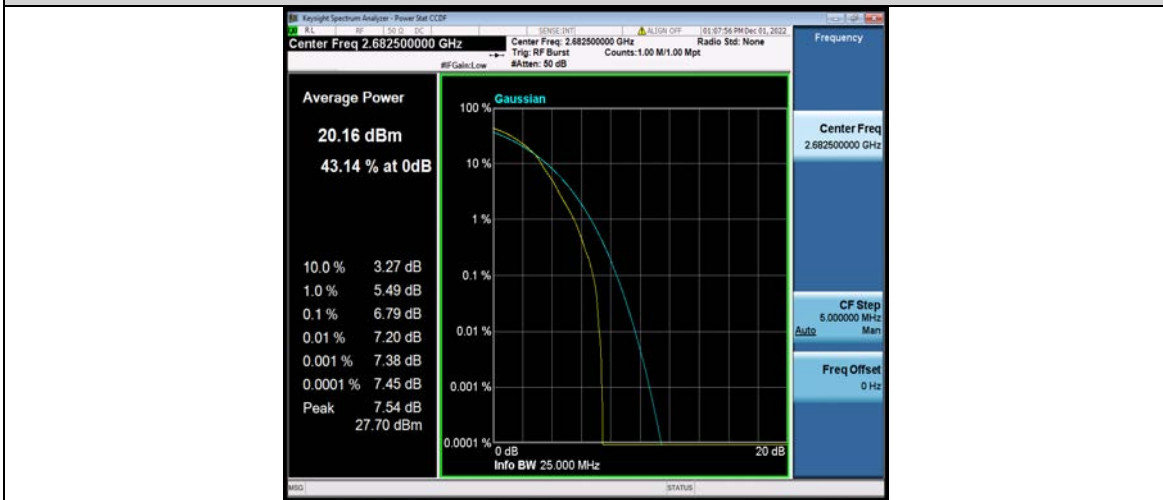 Keysight Spectrum Analyzer - Power Stat CCDF
RL RF 50 Ω DC SENSE:INT ALIGN OFF 01:07:56 PM Dec 01, 2022
Center Freq 2.682500000 GHz
Center Freq: 2.682500000 GHz Radio Std: None
Trig: RF Burst Counts:1.00 M/1.00 Mpt
#IFGain:Low #Atten: 50 dB
Frequency
Average Power
20.16 dBm
43.14 % at 0dB
10.0 % 3.27 dB
1.0 % 5.49 dB
0.1 % 6.79 dB
0.01 % 7.20 dB
0.001 % 7.38 dB
0.0001 % 7.45 dB
Peak 7.54 dB
27.70 dBm
Gaussian
100 %
10 %
1 %
0.1 %
0.01 %
0.001 %
0.0001 %
0 dB 20 dB
Info BW 25.000 MHz
Center Freq
2.682500000 GHz
CF Step
5.000000 MHz
Auto Man
Freq Offset
0 Hz
MSG STATUS